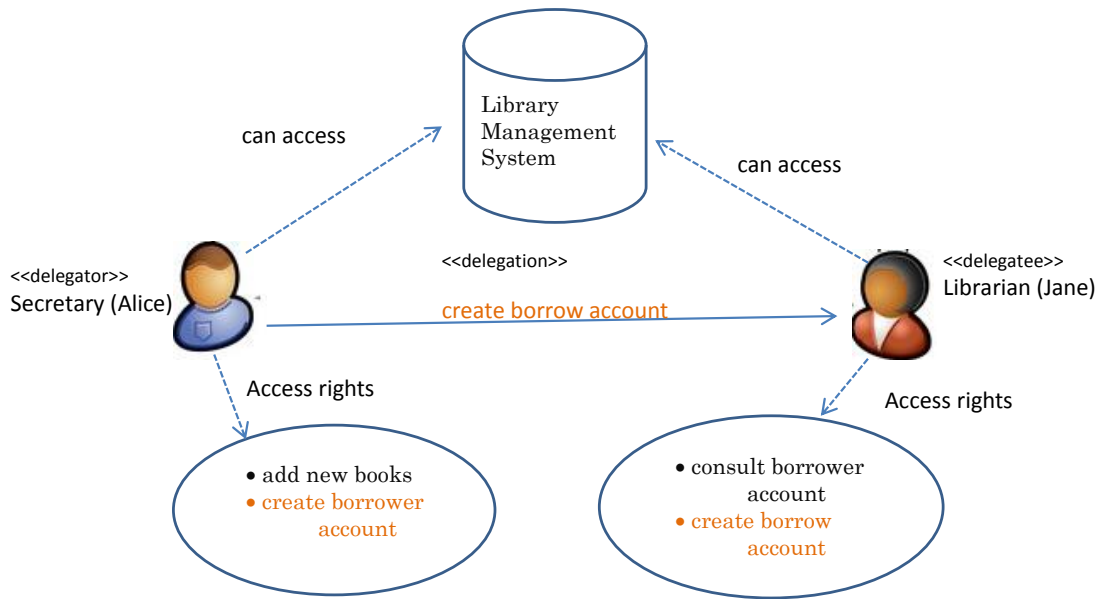 Library
Management
System
can access
can access
<<delegator>>
Secretary (Alice)
<<delegation>>
create borrow account
<<delegatee>>
Librarian (Jane)
Access rights
Access rights
• add new books
• create borrower
account
• consult borrower
account
• create borrow
account